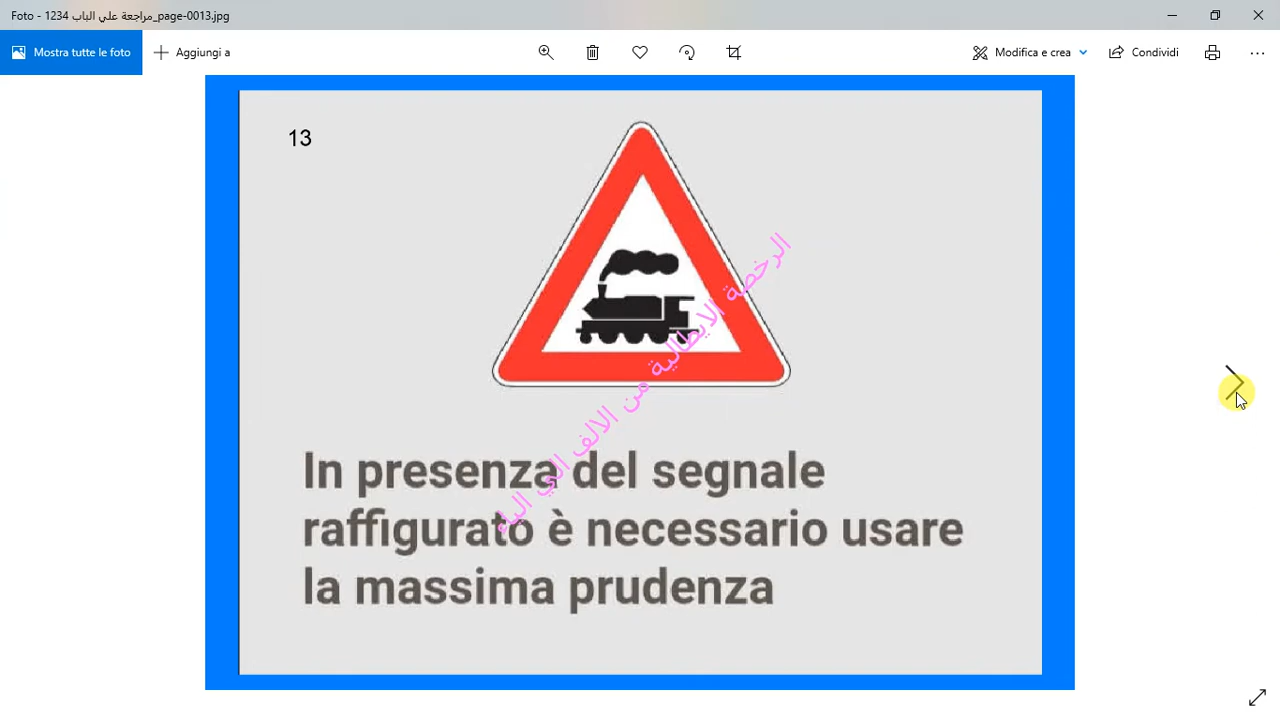 Foto - 1234 مراجعة علي الباب_page-0013.jpg
Mostra tutte le foto
Aggiungi a
Modifica e crea
Condividi
13
الرخصة الايطالية من الالف الي الياء
In presenza del segnale
raffigurato è necessario usare
la massima prudenza